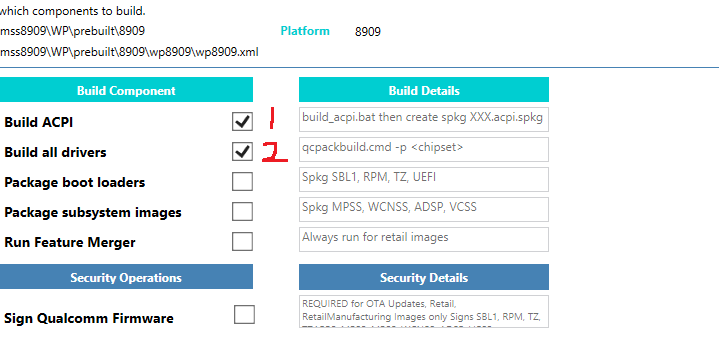 which components to build.
mss8909\WP\prebuilt\8909
Platform 8909
mss8909\WP\prebuilt\8909\wp8909\wp8909.xml
Build Component Build Details
Build ACPI 1 build_acpi.bat then create spkg XXX.acpi.spkg
Build all drivers 2 qcpackbuild.cmd -p <chipset>
Package boot loaders Spkg SBL1, RPM, TZ, UEFI
Package subsystem images Spkg MPSS, WCNSS, ADSP, VCSS
Run Feature Merger Always run for retail images
Security Operations Security Details
Sign Qualcomm Firmware
REQUIRED for OTA Updates, Retail,
RetailManufacturing Images only Signs SBL1, RPM, TZ,